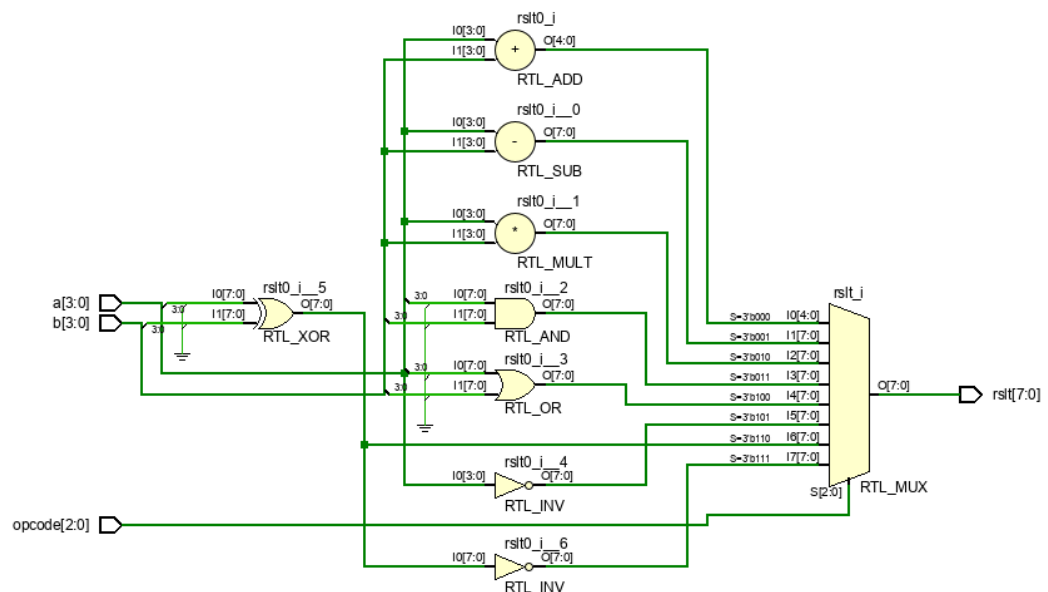 rslt0_i
I0[3:0]
O[4:0]
I1[3:0]
+
RTL_ADD
rslt0_i__0
I0[3:0]
O[7:0]
I1[3:0]
-
RTL_SUB
rslt0_i__1
I0[3:0]
O[7:0]
I1[3:0]
*
RTL_MULT
rslt0_i__5
a[3:0]
3:0
I0[7:0]
O[7:0]
b[3:0]
3:0
I1[7:0]
RTL_XOR
rslt0_i__2
3:0
I0[7:0]
O[7:0]
3:0
I1[7:0]
RTL_AND
rslt0_i__3
3:0
I0[7:0]
O[7:0]
3:0
I1[7:0]
RTL_OR
rslt0_i__4
I0[3:0]
O[7:0]
RTL_INV
opcode[2:0]
rslt0_i__6
I0[7:0]
O[7:0]
RTL_INV
rslt_i
S=3'b000 I0[4:0]
S=3'b001 I1[7:0]
S=3'b010 I2[7:0]
S=3'b011 I3[7:0]
S=3'b100 I4[7:0]
S=3'b101 I5[7:0]
S=3'b110 I6[7:0]
S=3'b111 I7[7:0]
O[7:0]
rslt[7:0]
S[2:0]
RTL_MUX